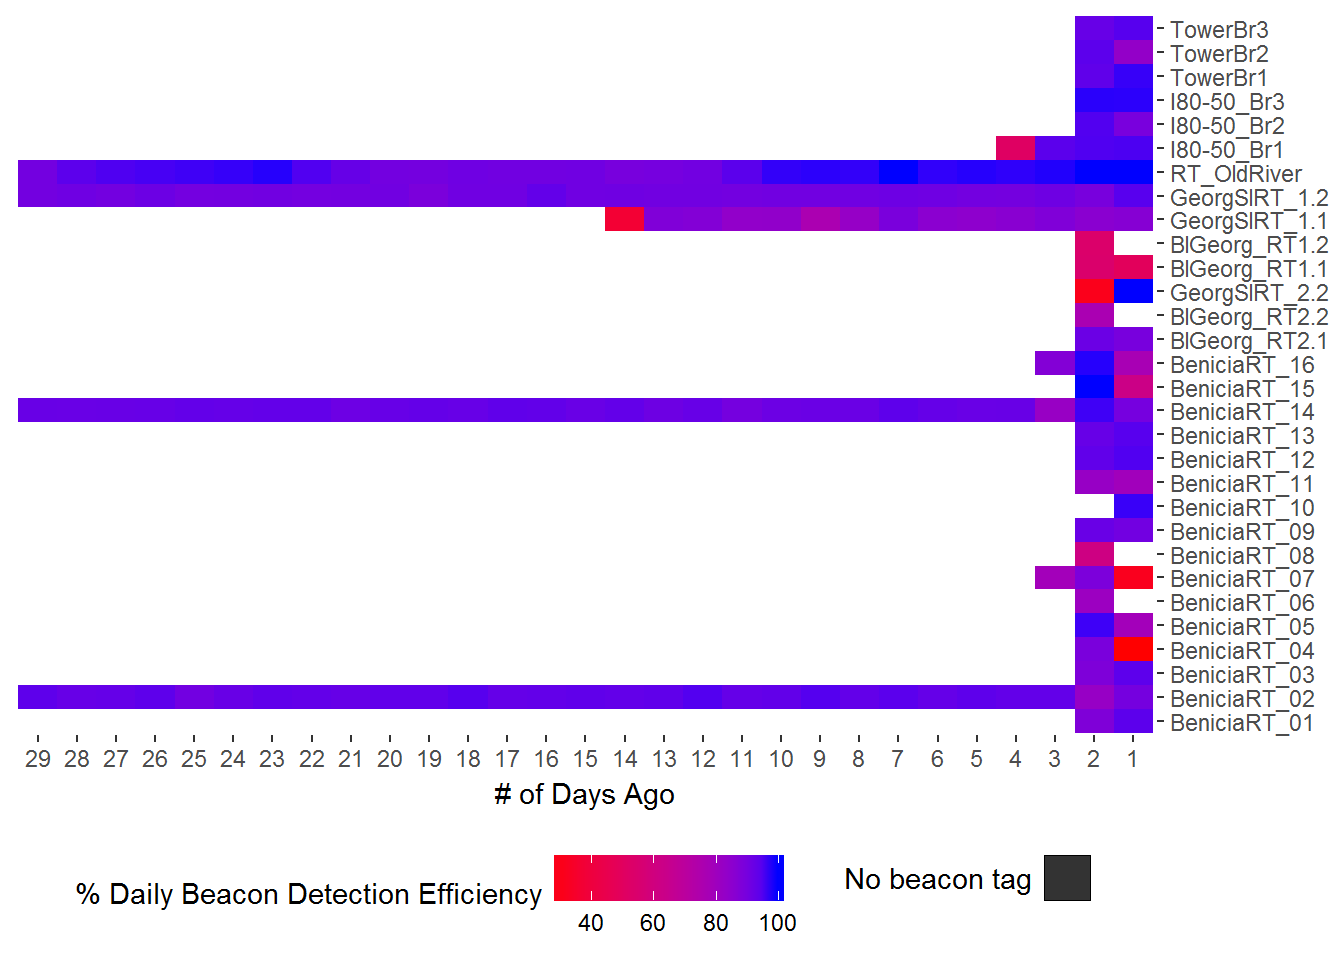 TowerBr3
TowerBr2
TowerBr1
I80-50_Br3
I80-50_Br2
I80-50_Br1
RT_OldRiver
GeorgSlRT_1.2
GeorgSlRT_1.1
BlGeorg_RT1.2
BlGeorg_RT1.1
GeorgSlRT_2.2
BlGeorg_RT2.2
BlGeorg_RT2.1
BeniciaRT_16
BeniciaRT_15
BeniciaRT_14
BeniciaRT_13
BeniciaRT_12
BeniciaRT_11
BeniciaRT_10
BeniciaRT_09
BeniciaRT_08
BeniciaRT_07
BeniciaRT_06
BeniciaRT_05
BeniciaRT_04
BeniciaRT_03
BeniciaRT_02
BeniciaRT_01
29 28 27 26 25 24 23 22 21 20 19 18 17 16 15 14 13 12 11 10 9 8 7 6 5 4 3 2 1
# of Days Ago
% Daily Beacon Detection Efficiency
40 60 80 100
No beacon tag